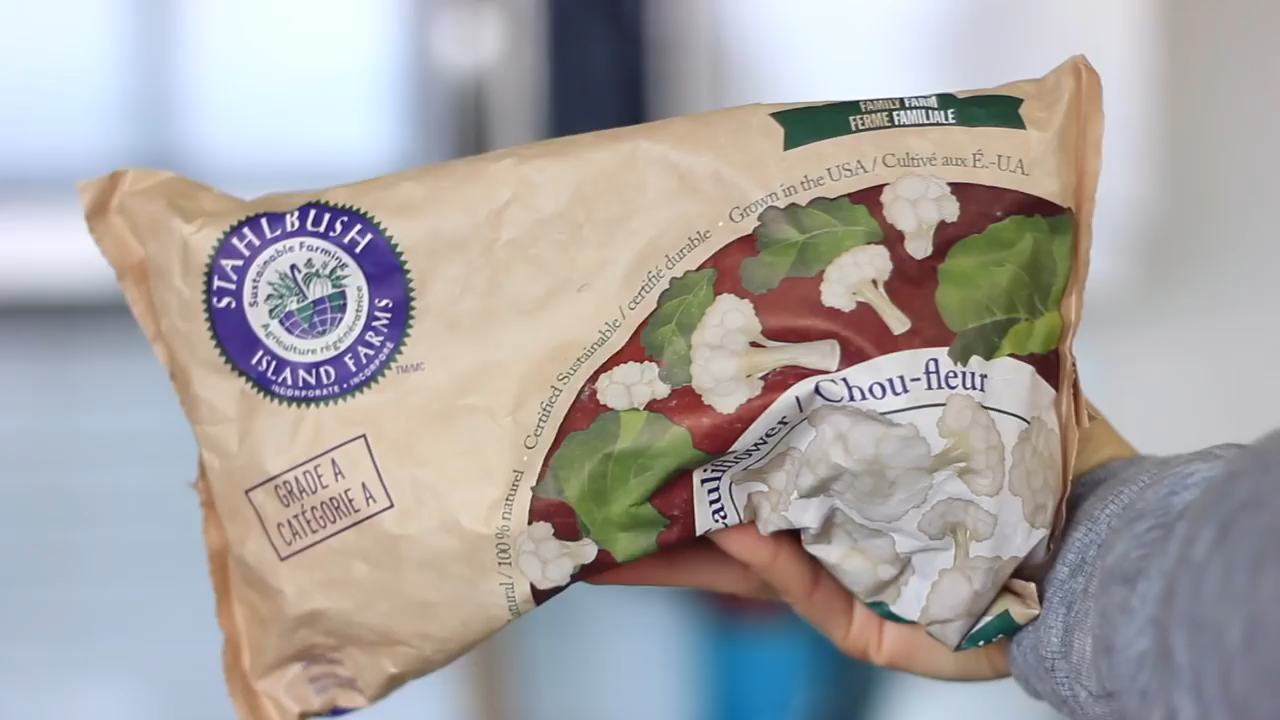 FAMILY FARM
FERME FAMILIALE
Grown in the USA / Cultivé aux É.-U.A.
Certified Sustainable / certifié durable ·
/ 100 % naturel ·
STAHLBUSH
Sustainable Farming
Agriculture régénératrice
ISLAND FARMS
INCORPORATE • INCORPORÉ
TM/MC
Chou-fleur
GRADE A
CATÉGORIE A